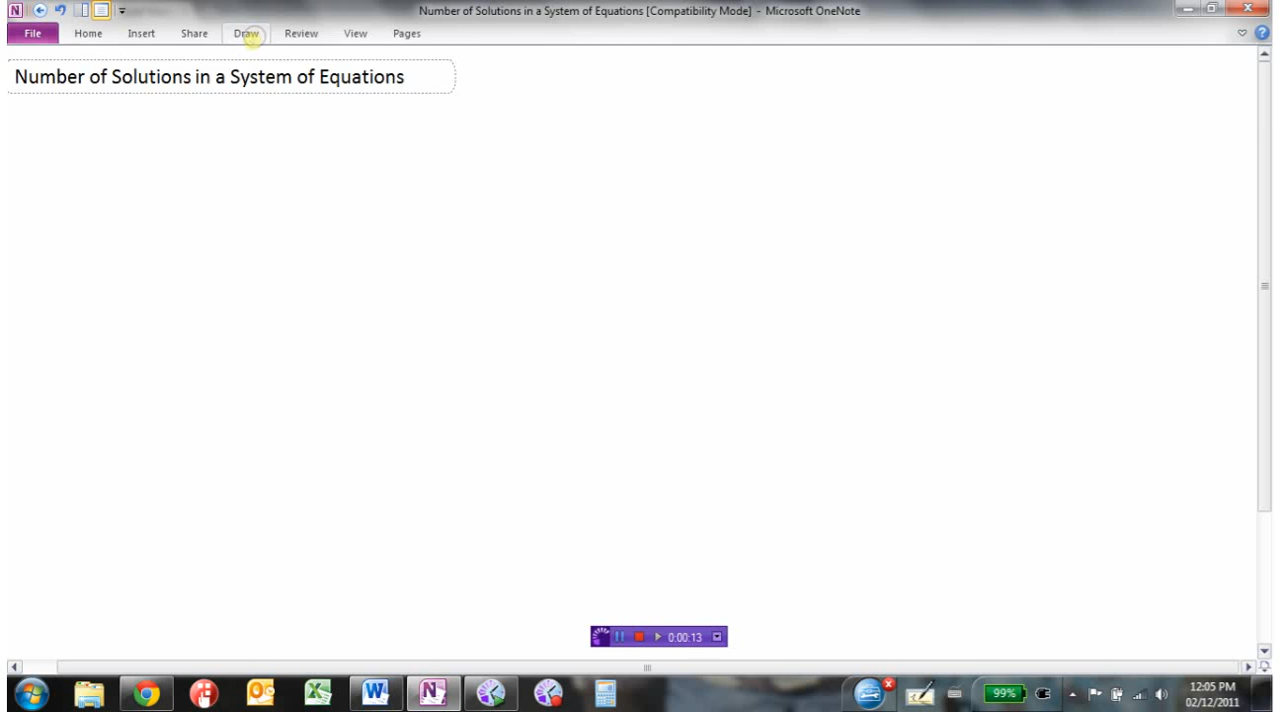 Number of Solutions in a System of Equations [Compatibility Mode] - Microsoft OneNote
File Home Insert Share Draw Review View Pages
Number of Solutions in a System of Equations
0:00:13
99%
12:05 PM
02/12/2011